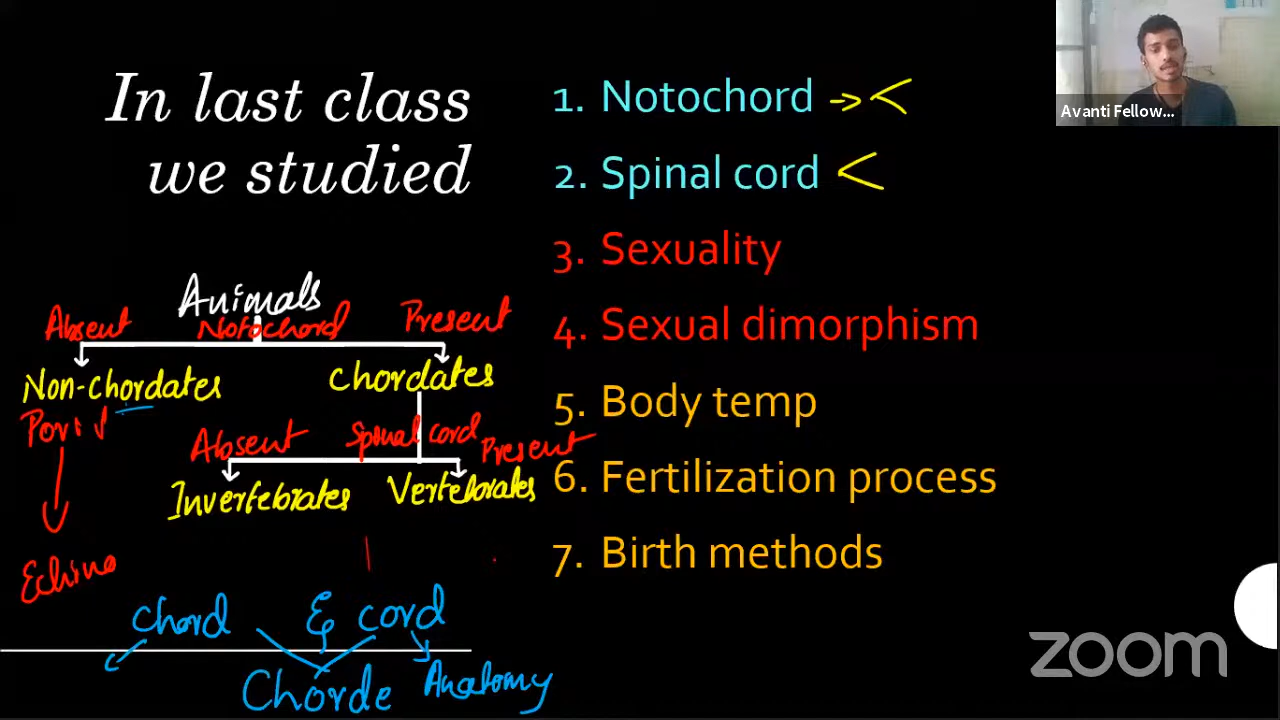 In last class
we studied
1. Notochord
2. Spinal cord
3. Sexuality
4. Sexual dimorphism
5. Body temp
6. Fertilization process
7. Birth methods
Avanti Fellow...
Animals
Absent Notochord Present
Non-chordates Chordates
Absent Spinal cord Present
Invertebrates Vertebrates
Echino
Chord & cord
Chorde Anatomy
zoom